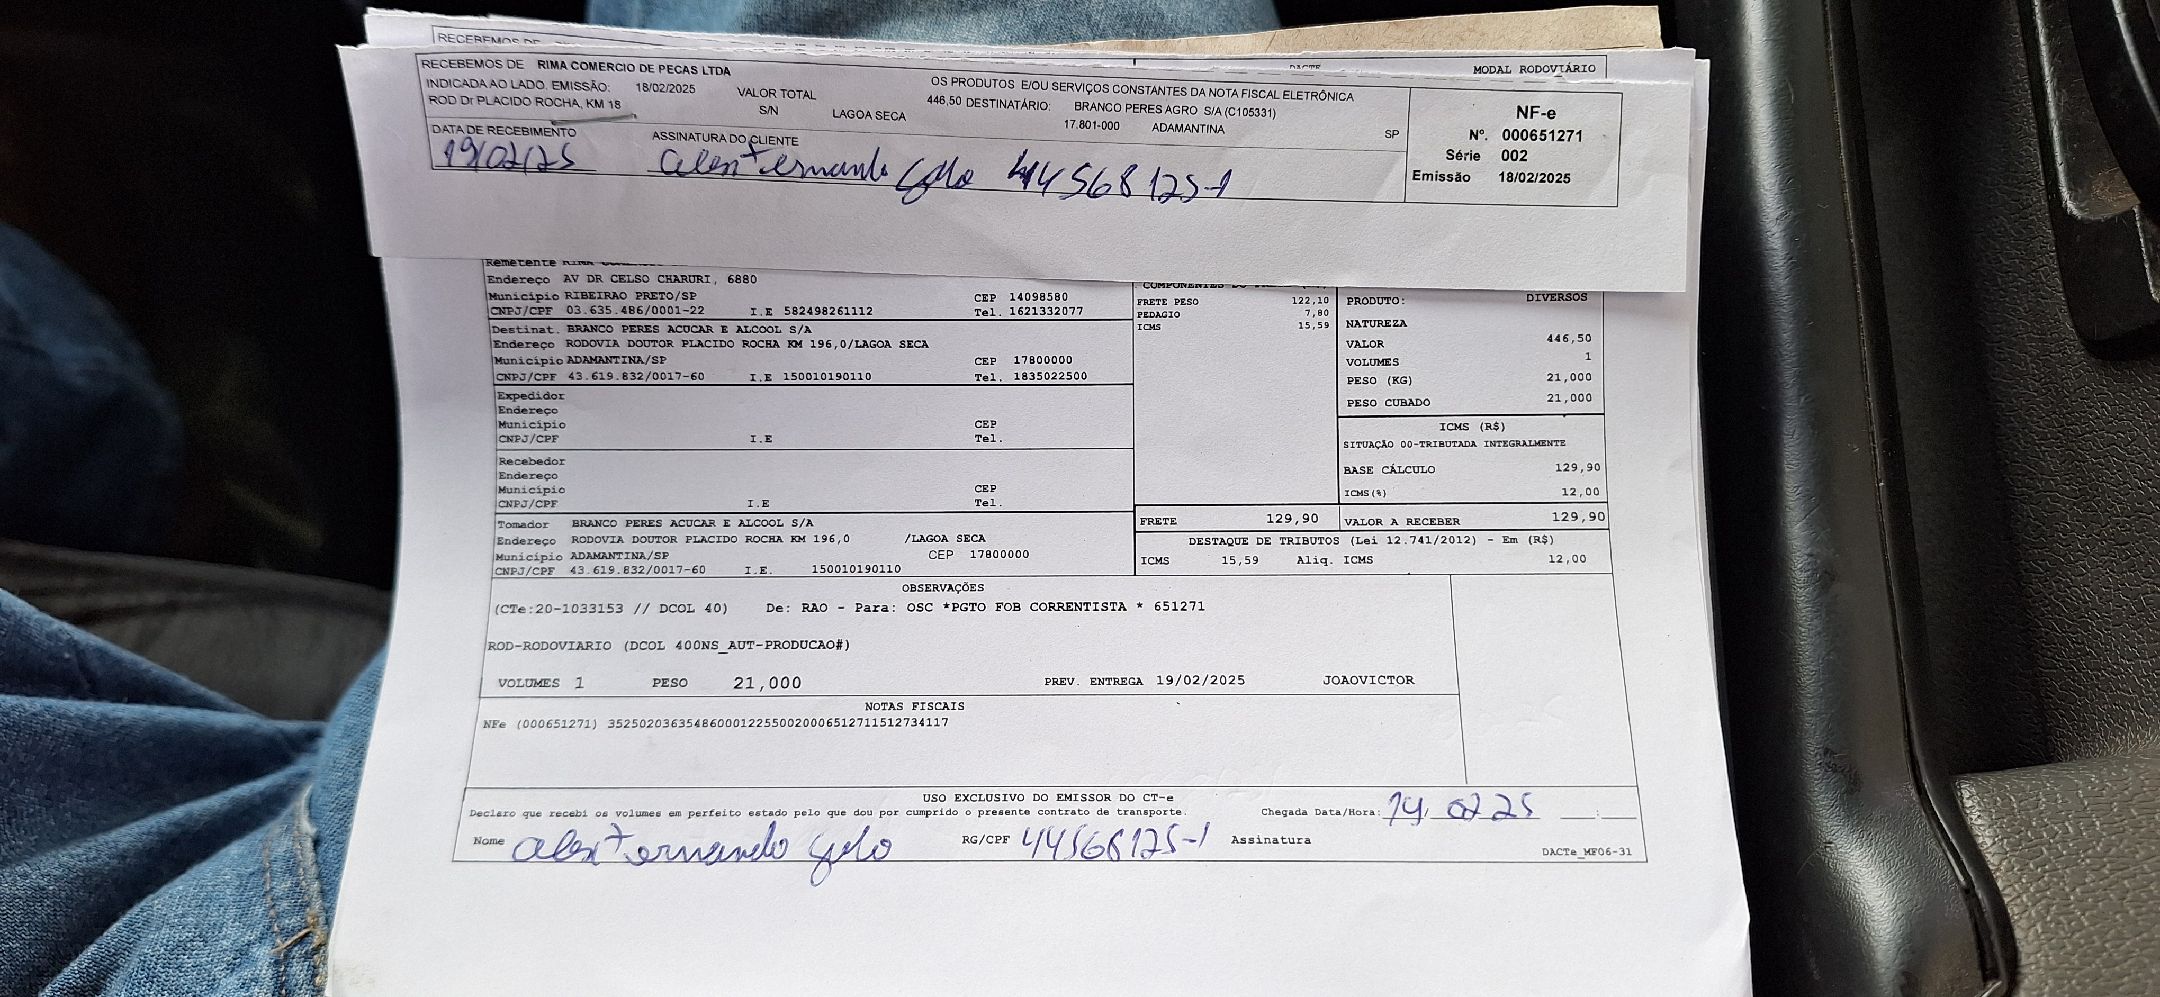 RECEBEMOS DE
MODAL RODOVIÁRIO
RECEBEMOS DE RIMA COMERCIO DE PECAS LTDA OS PRODUTOS E/OU SERVIÇOS CONSTANTES DA NOTA FISCAL ELETRÔNICA
INDICADA AO LADO. EMISSÃO: 18/02/2025 VALOR TOTAL 446,50 DESTINATÁRIO: BRANCO PERES AGRO S/A (C105331)
ROD Dr PLACIDO ROCHA, KM 18 S/N LAGOA SECA 17.801-000 ADAMANTINA SP
DATA DE RECEBIMENTO ASSINATURA DO CLIENTE
19/02/25 44568125-1
NF-e
Nº. 000651271
Série 002
Emissão 18/02/2025
Remetente
Endereço AV DR CELSO CHARURI, 6880
Município RIBEIRAO PRETO/SP CEP 14098580
CNPJ/CPF 03.635.486/0001-22 I.E 582498261112 Tel. 1621332077
Destinat. BRANCO PERES ACUCAR E ALCOOL S/A
Endereço RODOVIA DOUTOR PLACIDO ROCHA KM 196,0/LAGOA SECA
Município ADAMANTINA/SP CEP 17800000
CNPJ/CPF 43.619.832/0017-60 I.E 150010190110 Tel. 1835022500
Expedidor
Endereço
Município CEP
CNPJ/CPF I.E Tel.
Recebedor
Endereço
Município CEP
CNPJ/CPF I.E Tel.
Tomador BRANCO PERES ACUCAR E ALCOOL S/A
Endereço RODOVIA DOUTOR PLACIDO ROCHA KM 196,0 /LAGOA SECA
Município ADAMANTINA/SP CEP 17800000
CNPJ/CPF 43.619.832/0017-60 I.E. 150010190110
FRETE PESO 122,10
PEDAGIO 7,80
ICMS 15,59
PRODUTO: DIVERSOS
NATUREZA
VALOR 446,50
VOLUMES 1
PESO (KG) 21,000
PESO CUBADO 21,000
ICMS (R$)
SITUAÇÃO 00-TRIBUTADA INTEGRALMENTE
BASE CÁLCULO 129,90
ICMS(%) 12,00
FRETE 129,90 VALOR A RECEBER 129,90
DESTAQUE DE TRIBUTOS (Lei 12.741/2012) - Em (R$)
ICMS 15,59 Aliq. ICMS 12,00
OBSERVAÇÕES
(CTe:20-1033153 // DCOL 40) De: RAO - Para: OSC *PGTO FOB CORRENTISTA * 651271
ROD-RODOVIARIO (DCOL 400NS_AUT-PRODUCAO#)
VOLUMES 1 PESO 21,000 PREV. ENTREGA 19/02/2025 JOAOVICTOR
NOTAS FISCAIS
NFe (000651271) 35250203635486000122550020006512711512734117
USO EXCLUSIVO DO EMISSOR DO CT-e
Declaro que recebi os volumes em perfeito estado pelo que dou por cumprido o presente contrato de transporte. Chegada Data/Hora: 19 02 25 __:__
Nome RG/CPF 44568125-1 Assinatura
DACTe_MF06-31